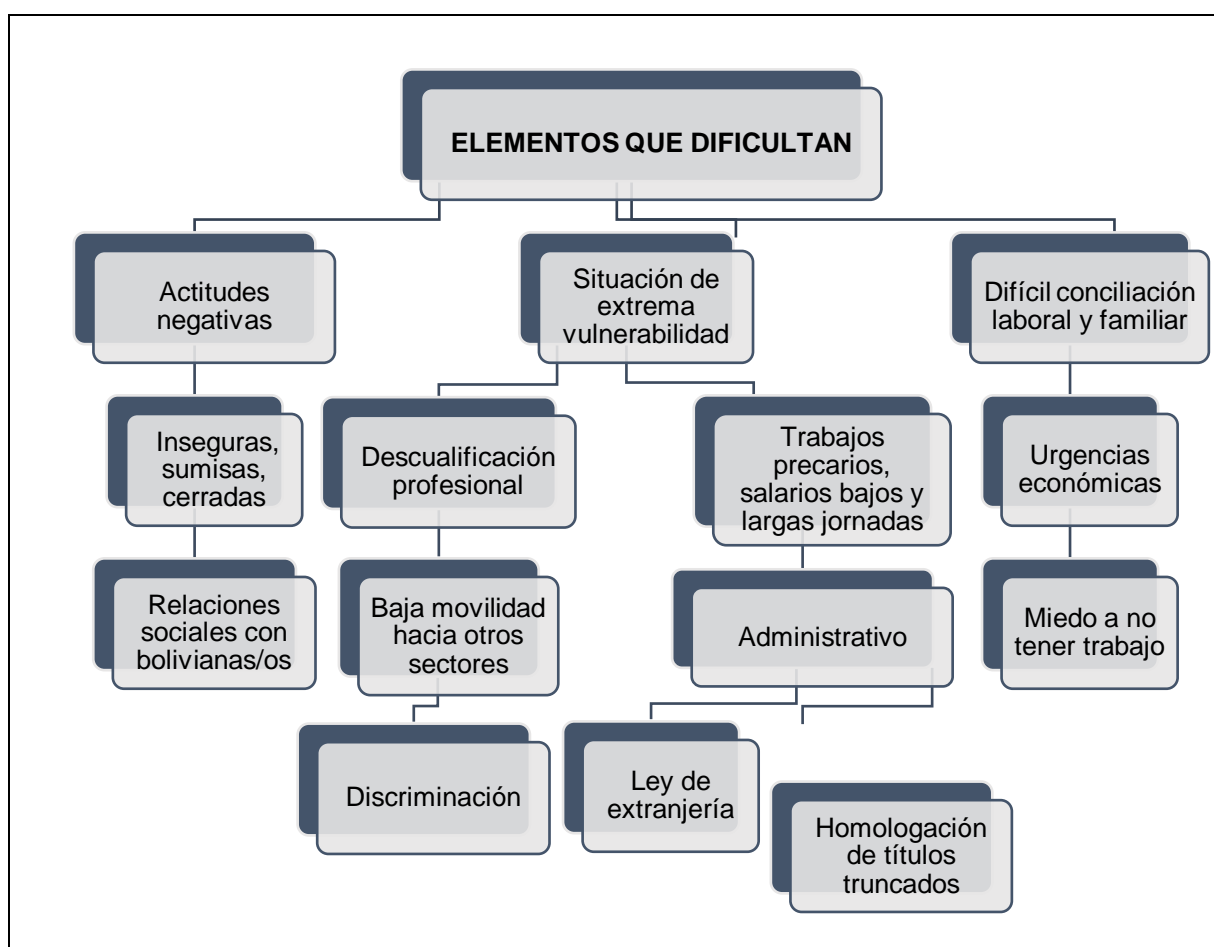 ELEMENTOS QUE DIFICULTAN
Actitudes
negativas
Situación de
extrema
vulnerabilidad
Difícil conciliación
laboral y familiar
Inseguras,
sumisas,
cerradas
Descualificación
profesional
Trabajos
precarios,
salarios bajos y
largas jornadas
Urgencias
económicas
Relaciones
sociales con
bolivianas/os
Baja movilidad
hacia otros
sectores
Administrativo
Miedo a no
tener trabajo
Discriminación
Ley de
extranjería
Homologación
de títulos
truncados